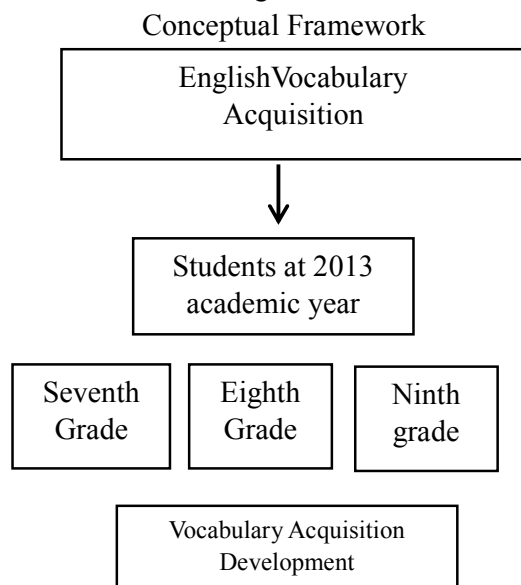 Conceptual Framework
EnglishVocabulary
Acquisition
Students at 2013
academic year
Seventh
Grade
Eighth
Grade
Ninth
grade
Vocabulary Acquisition
Development